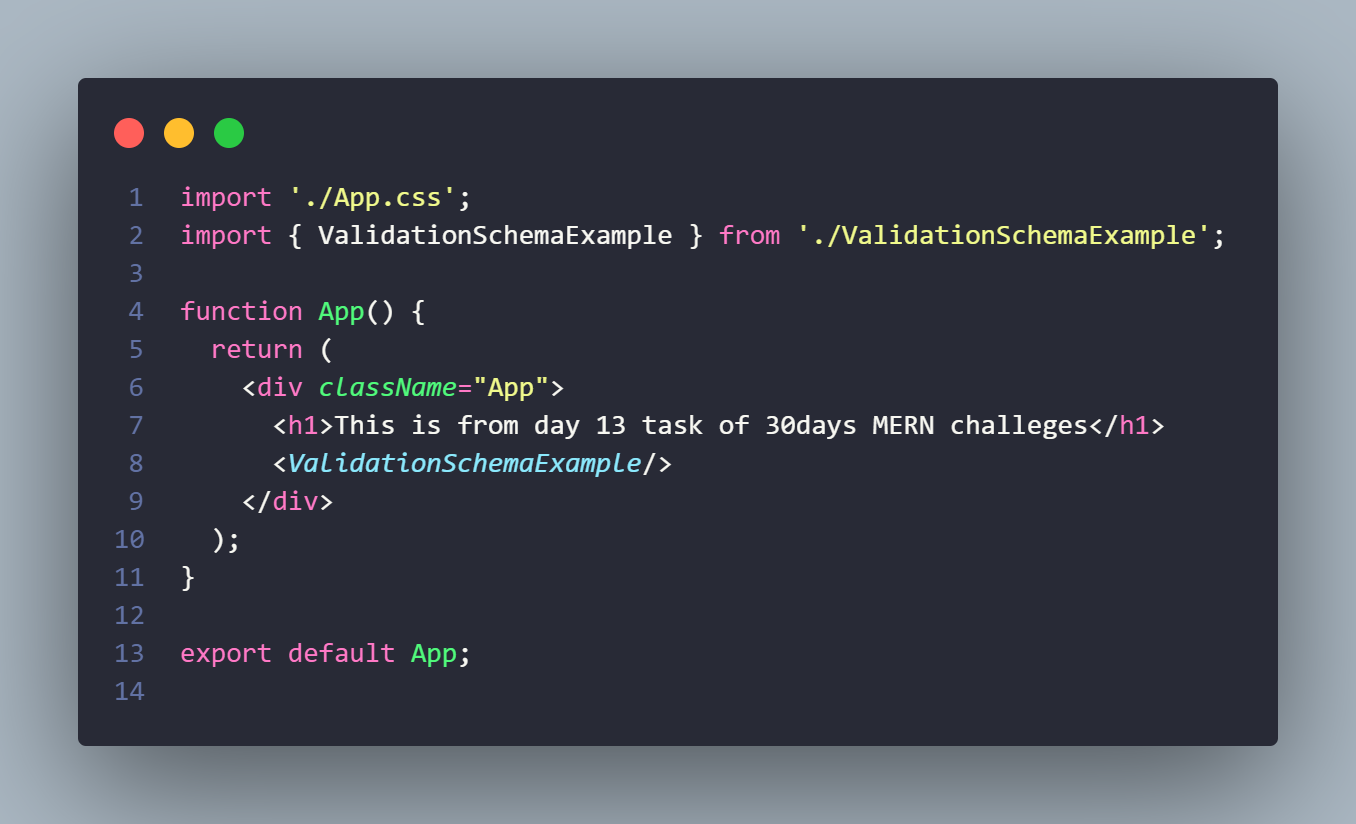 1 import './App.css';
2 import { ValidationSchemaExample } from './ValidationSchemaExample';
3
4 function App() {
5   return (
6     <div className="App">
7       <h1>This is from day 13 task of 30days MERN challeges</h1>
8       <ValidationSchemaExample/>
9     </div>
10   );
11 }
12
13 export default App;
14